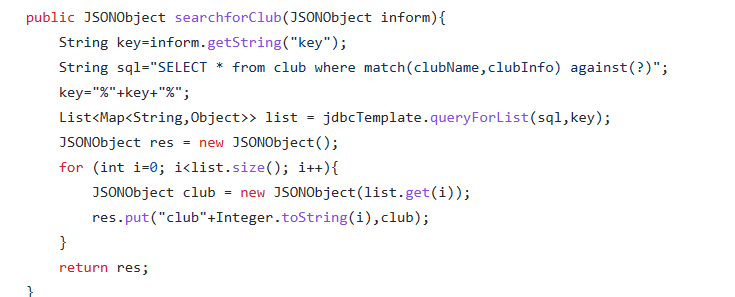 public JSONObject searchforClub(JSONObject inform){
    String key=inform.getString("key");
    String sql="SELECT * from club where match(clubName,clubInfo) against(?)";
    key="%"+key+"%";
    List<Map<String,Object>> list = jdbcTemplate.queryForList(sql,key);
    JSONObject res = new JSONObject();
    for (int i=0; i<list.size(); i++){
        JSONObject club = new JSONObject(list.get(i));
        res.put("club"+Integer.toString(i),club);
    }
    return res;
}